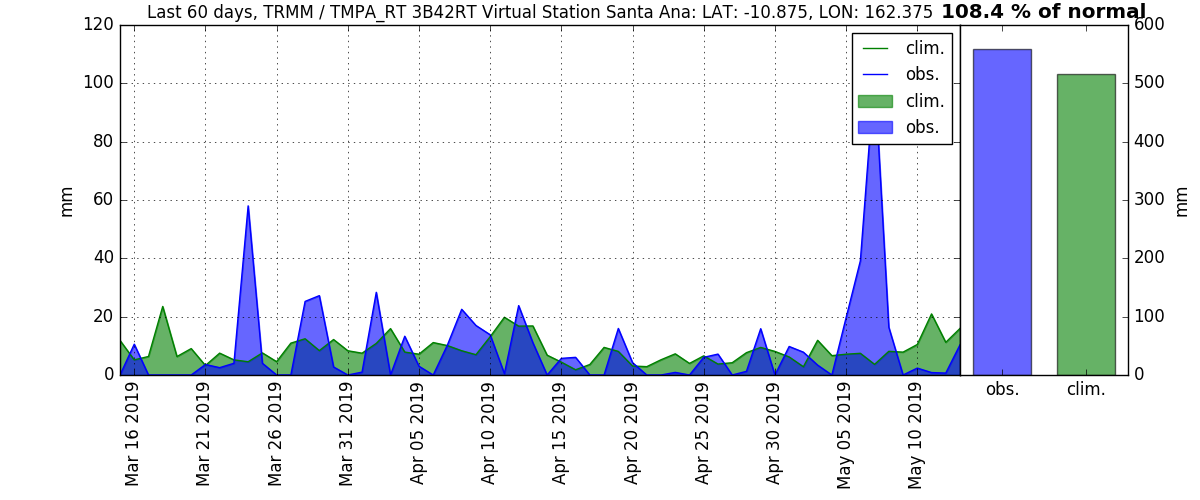 Last 60 days, TRMM / TMPA_RT 3B42RT Virtual Station Santa Ana: LAT: -10.875, LON: 162.375 108.4 % of normal
120
100
80
60
40
20
0
mm
clim.
obs.
clim.
obs.
600
500
400
300
200
100
0
mm
Mar 16 2019
Mar 21 2019
Mar 26 2019
Mar 31 2019
Apr 05 2019
Apr 10 2019
Apr 15 2019
Apr 20 2019
Apr 25 2019
Apr 30 2019
May 05 2019
May 10 2019
obs.
clim.